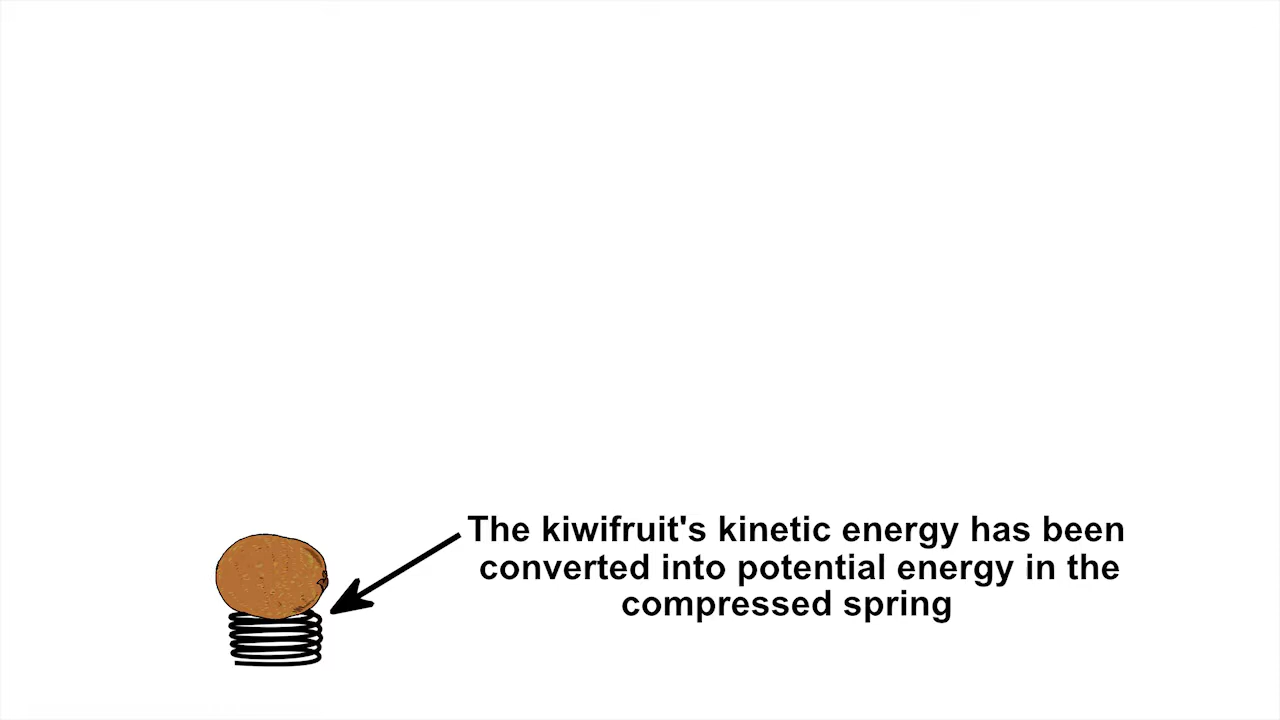 The kiwifruit's kinetic energy has been
converted into potential energy in the
compressed spring